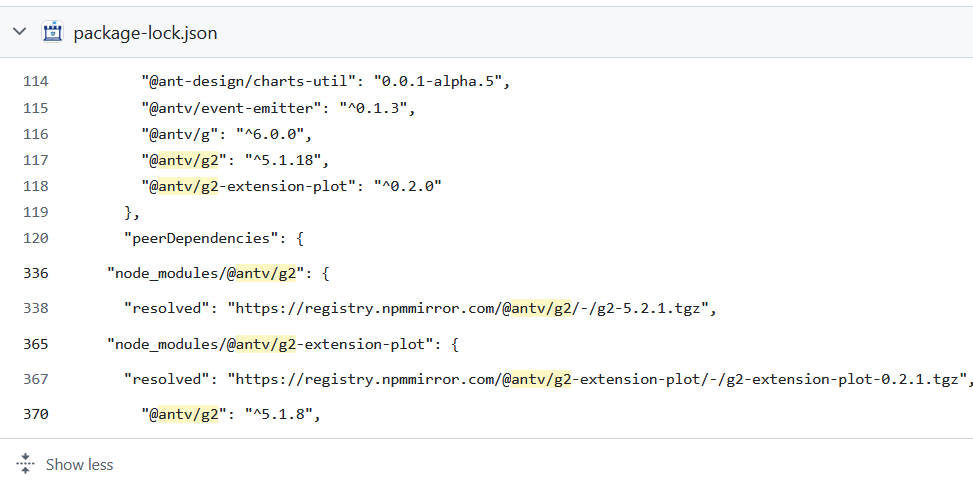 package-lock.json
114 "@ant-design/charts-util": "0.0.1-alpha.5",
115 "@antv/event-emitter": "^0.1.3",
116 "@antv/g": "^6.0.0",
117 "@antv/g2": "^5.1.18",
118 "@antv/g2-extension-plot": "^0.2.0"
119 },
120 "peerDependencies": {
336 "node_modules/@antv/g2": {
338 "resolved": "https://registry.npmmirror.com/@antv/g2/-/g2-5.2.1.tgz",
365 "node_modules/@antv/g2-extension-plot": {
367 "resolved": "https://registry.npmmirror.com/@antv/g2-extension-plot/-/g2-extension-plot-0.2.1.tgz",
370 "@antv/g2": "^5.1.8",
Show less